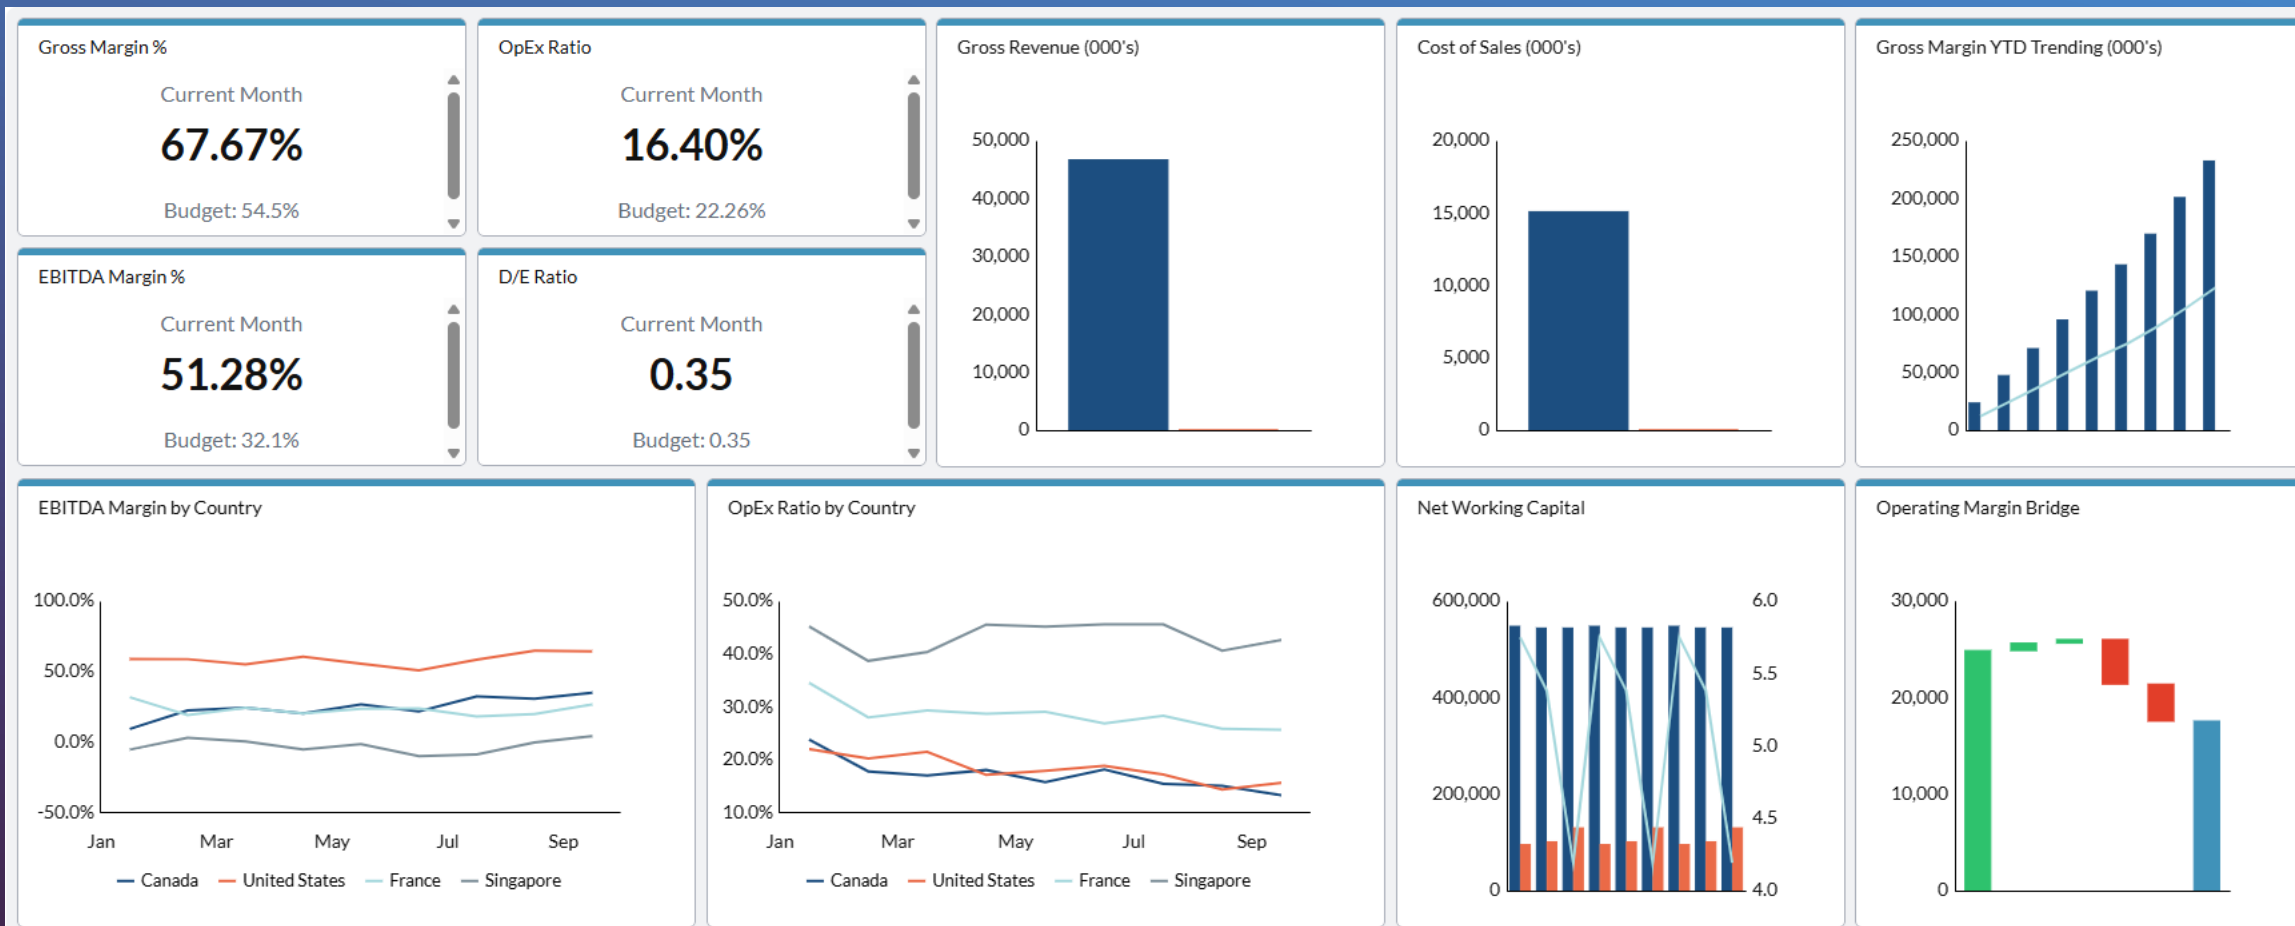 Gross Margin %
Current Month
67.67%
Budget: 54.5%
OpEx Ratio
Current Month
16.40%
Budget: 22.26%
EBITDA Margin %
Current Month
51.28%
Budget: 32.1%
D/E Ratio
Current Month
0.35
Budget: 0.35
Gross Revenue (000's)
50,000
40,000
30,000
20,000
10,000
0
Cost of Sales (000's)
20,000
15,000
10,000
5,000
0
Gross Margin YTD Trending (000's)
250,000
200,000
150,000
100,000
50,000
0
EBITDA Margin by Country
100.0%
50.0%
0.0%
-50.0%
Jan Mar May Jul Sep
Canada United States France Singapore
OpEx Ratio by Country
50.0%
40.0%
30.0%
20.0%
10.0%
Jan Mar May Jul Sep
Canada United States France Singapore
Net Working Capital
600,000
400,000
200,000
0
6.0
5.5
5.0
4.5
4.0
Operating Margin Bridge
30,000
20,000
10,000
0